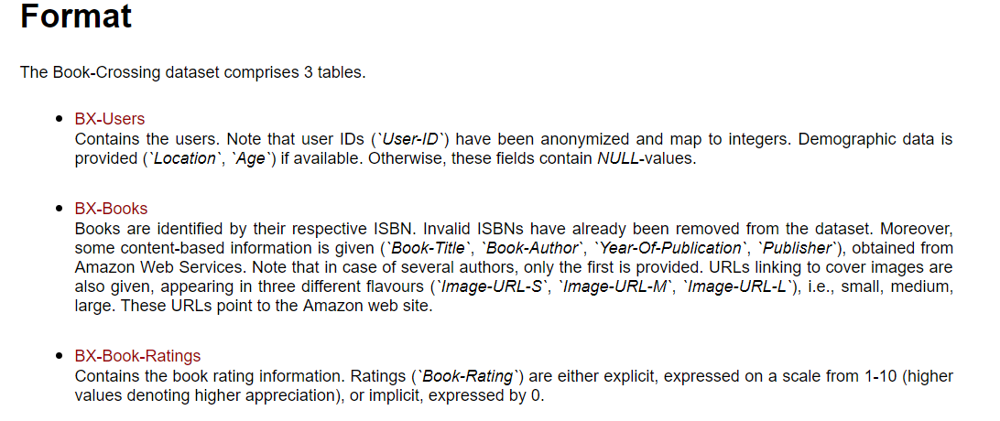 Format
The Book-Crossing dataset comprises 3 tables.
• BX-Users
Contains the users. Note that user IDs (`User-ID`) have been anonymized and map to integers. Demographic data is
provided (`Location`, `Age`) if available. Otherwise, these fields contain NULL-values.
• BX-Books
Books are identified by their respective ISBN. Invalid ISBNs have already been removed from the dataset. Moreover,
some content-based information is given (`Book-Title`, `Book-Author`, `Year-Of-Publication`, `Publisher`), obtained from
Amazon Web Services. Note that in case of several authors, only the first is provided. URLs linking to cover images are
also given, appearing in three different flavours (`Image-URL-S`, `Image-URL-M`, `Image-URL-L`), i.e., small, medium,
large. These URLs point to the Amazon web site.
• BX-Book-Ratings
Contains the book rating information. Ratings (`Book-Rating`) are either explicit, expressed on a scale from 1-10 (higher
values denoting higher appreciation), or implicit, expressed by 0.